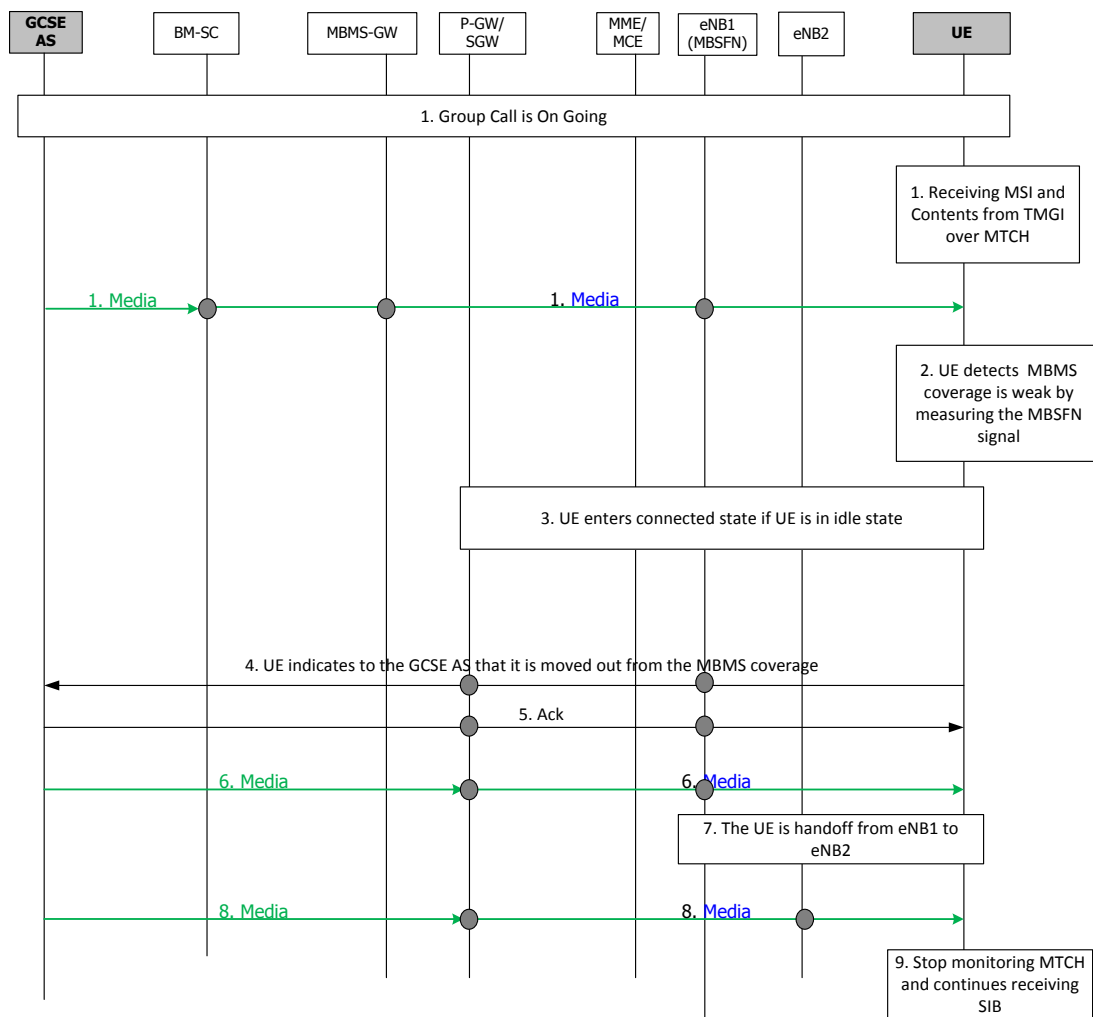 GCSE
AS
BM-SC
MBMS-GW
P-GW/
SGW
MME/
MCE
eNB1
(MBSFN)
eNB2
UE
1. Group Call is On Going
1. Receiving MSI and
Contents from TMGI
over MTCH
1. Media
1. Media
2. UE detects MBMS
coverage is weak by
measuring the MBSFN
signal
3. UE enters connected state if UE is in idle state
4. UE indicates to the GCSE AS that it is moved out from the MBMS coverage
5. Ack
6. Media
6. Media
7. The UE is handoff from eNB1 to
eNB2
8. Media
8. Media
9. Stop monitoring MTCH
and continues receiving
SIB